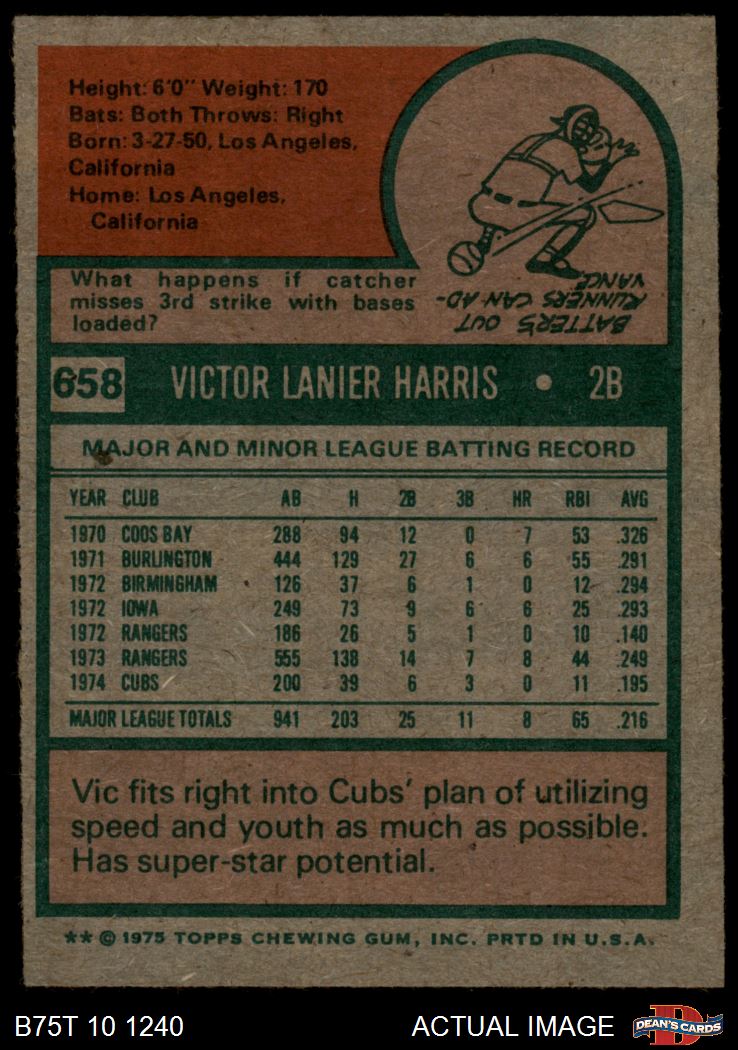 Height: 6'0" Weight: 170
Bats: Both Throws: Right
Born: 3-27-50, Los Angeles,
California
Home: Los Angeles,
California
What happens if catcher
misses 3rd strike with bases
loaded?
BATTER'S OUT
RUNNERS CAN AD-
VANCE.
658 VICTOR LANIER HARRIS • 2B
MAJOR AND MINOR LEAGUE BATTING RECORD
YEAR CLUB AB H 2B 3B HR RBI AVG
1970 COOS BAY 288 94 12 0 7 53 .326
1971 BURLINGTON 444 129 27 6 6 55 .291
1972 BIRMINGHAM 126 37 6 1 0 12 .294
1972 IOWA 249 73 9 6 6 25 .293
1972 RANGERS 186 26 5 1 0 10 .140
1973 RANGERS 555 138 14 7 8 44 .249
1974 CUBS 200 39 6 3 0 11 .195
MAJOR LEAGUE TOTALS 941 203 25 11 8 65 .216
Vic fits right into Cubs' plan of utilizing
speed and youth as much as possible.
Has super-star potential.
** © 1975 TOPPS CHEWING GUM, INC. PRTD IN U.S.A.
B75T 10 1240 ACTUAL IMAGE D DEAN'S CARDS